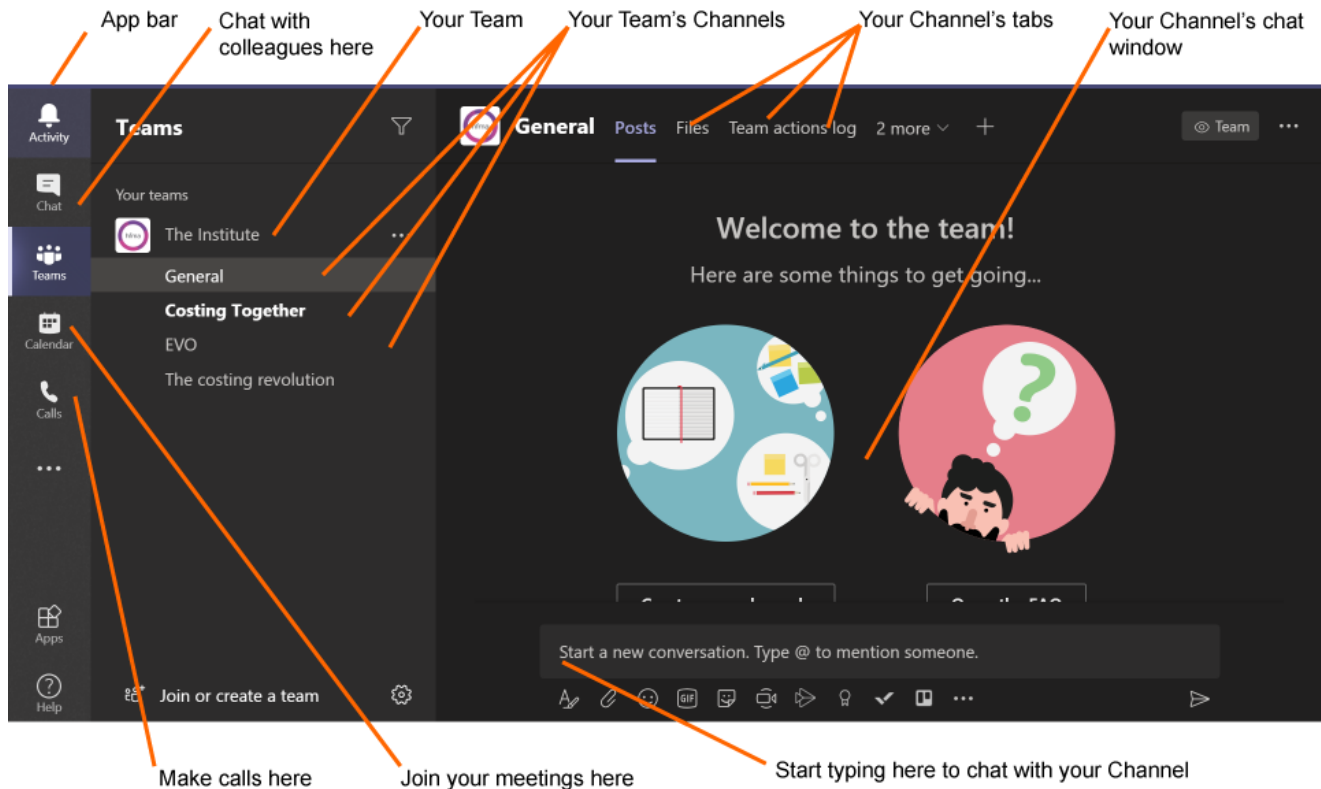 App bar
Chat with
colleagues here
Your Team
Your Team's Channels
Your Channel's tabs
Your Channel's chat
window
Activity
Teams
General
Posts
Files
Team actions log
2 more
Team
Chat
Your teams
The Institute
Teams
General
Costing Together
Calendar
EVO
The costing revolution
Calls
Welcome to the team!
Here are some things to get going...
Apps
Help
Join or create a team
Start a new conversation. Type @ to mention someone.
GIF
Make calls here
Join your meetings here
Start typing here to chat with your Channel